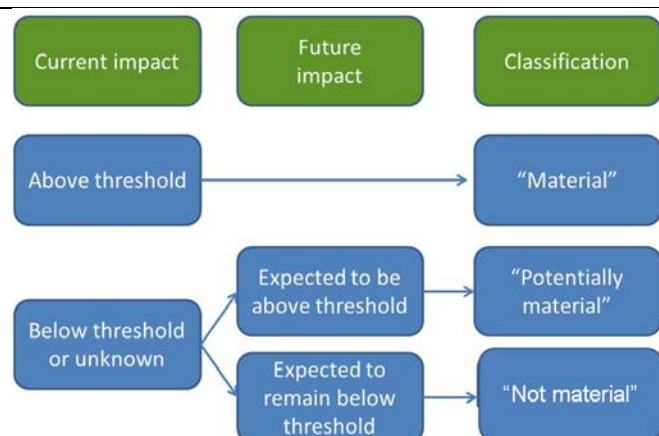 Current impact
Future
impact
Classification
Above threshold
“Material”
Below threshold
or unknown
Expected to be
above threshold
“Potentially
material”
Expected to
remain below
threshold
“Not material”